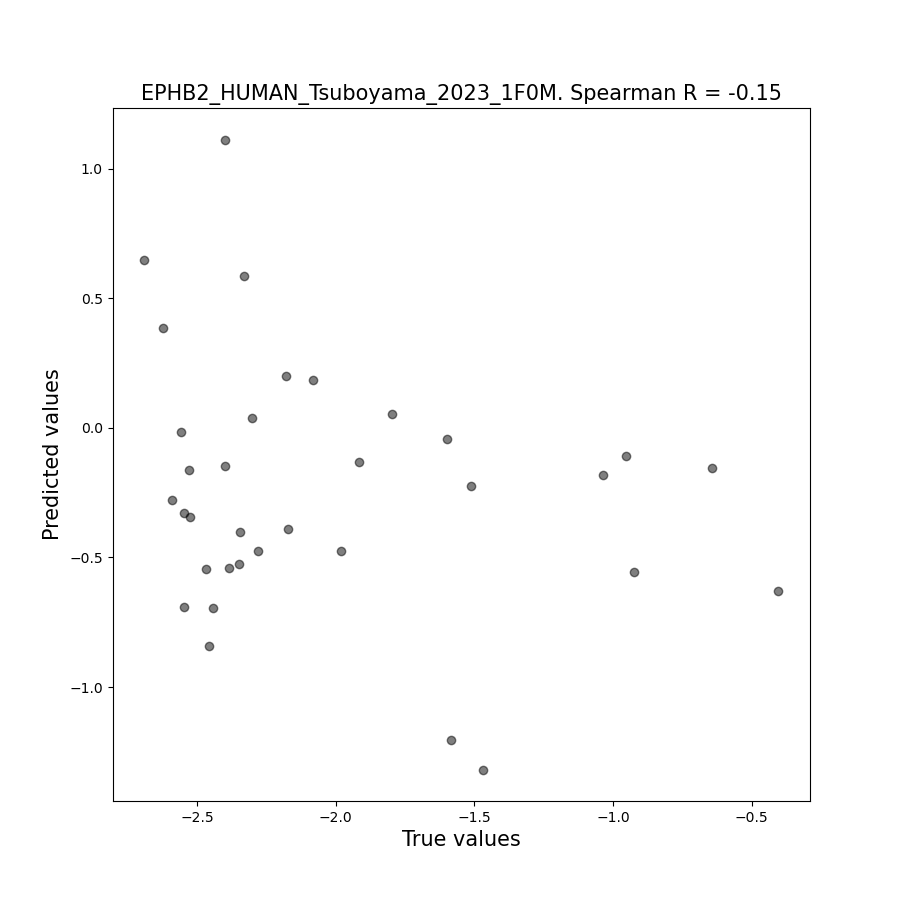 EPHB2_HUMAN_Tsuboyama_2023_1F0M. Spearman R = -0.15
1.0
0.5
0.0
−0.5
−1.0
Predicted values
−2.5 −2.0 −1.5 −1.0 −0.5
True values